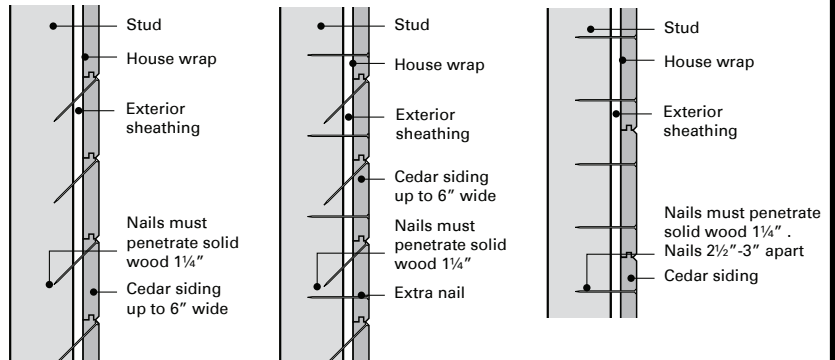 Stud
House wrap
Exterior
sheathing
Nails must
penetrate solid
wood 1¼”
Cedar siding
up to 6” wide
Stud
House wrap
Exterior
sheathing
Cedar siding
up to 6” wide
Nails must
penetrate solid
wood 1¼”
Extra nail
Stud
House wrap
Exterior
sheathing
Nails must penetrate
solid wood 1¼” .
Nails 2½”-3” apart
Cedar siding